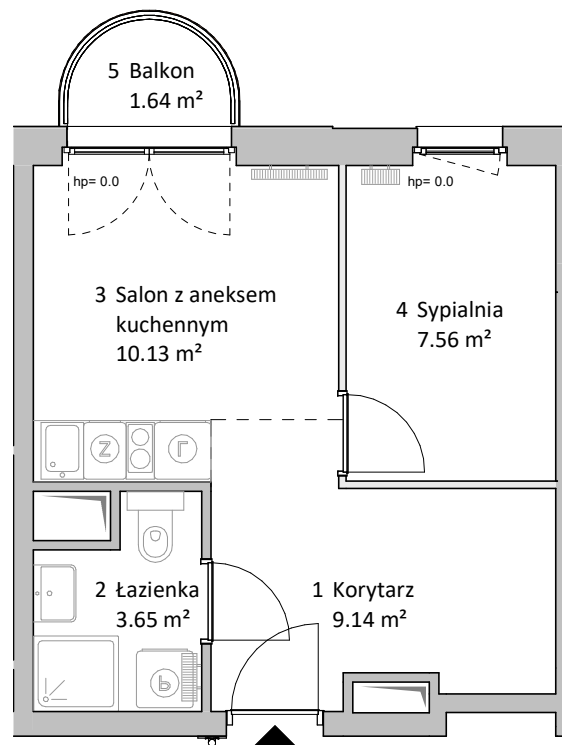 5 Balkon
1.64 m²
hp= 0.0
hp= 0.0
3 Salon z aneksem
kuchennym
10.13 m²
4 Sypialnia
7.56 m²
Z
2 Łazienka
3.65 m²
1 Korytarz
9.14 m²